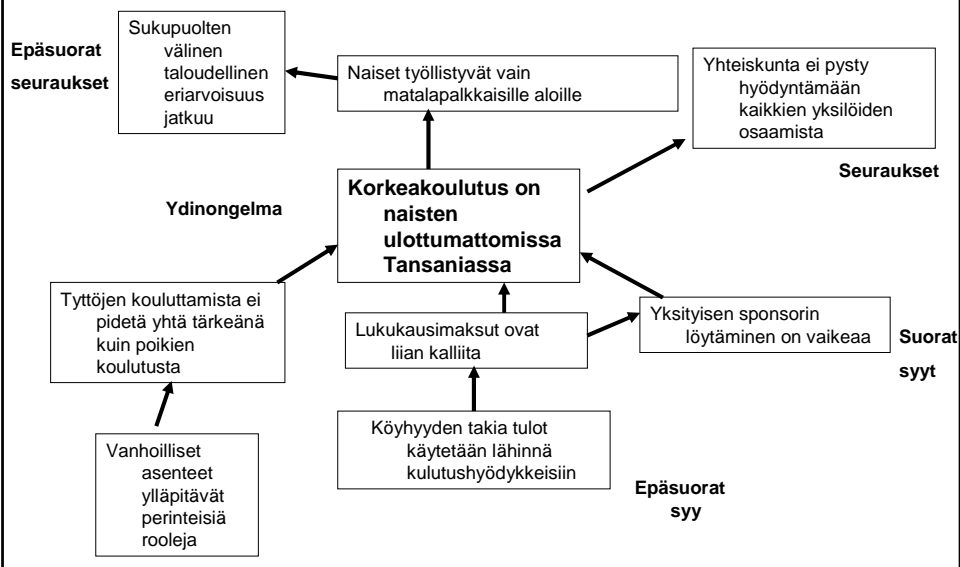 Epäsuorat
seuraukset
Sukupuolten
välinen
taloudellinen
eriarvoisuus
jatkuu
Naiset työllistyvät vain
matalapalkkaisille aloille
Yhteiskunta ei pysty
hyödyntämään
kaikkien yksilöiden
osaamista
Seuraukset
Ydinongelma
Korkeakoulutus on
naisten
ulottumattomissa
Tansaniassa
Tyttöjen kouluttamista ei
pidetä yhtä tärkeänä
kuin poikien
koulutusta
Lukukausimaksut ovat
liian kalliita
Yksityisen sponsorin
löytäminen on vaikeaa
Suorat
syyt
Vanhoilliset
asenteet
ylläpitävät
perinteisiä
rooleja
Köyhyyden takia tulot
käytetään lähinnä
kulutushyödykkeisiin
Epäsuorat
syy